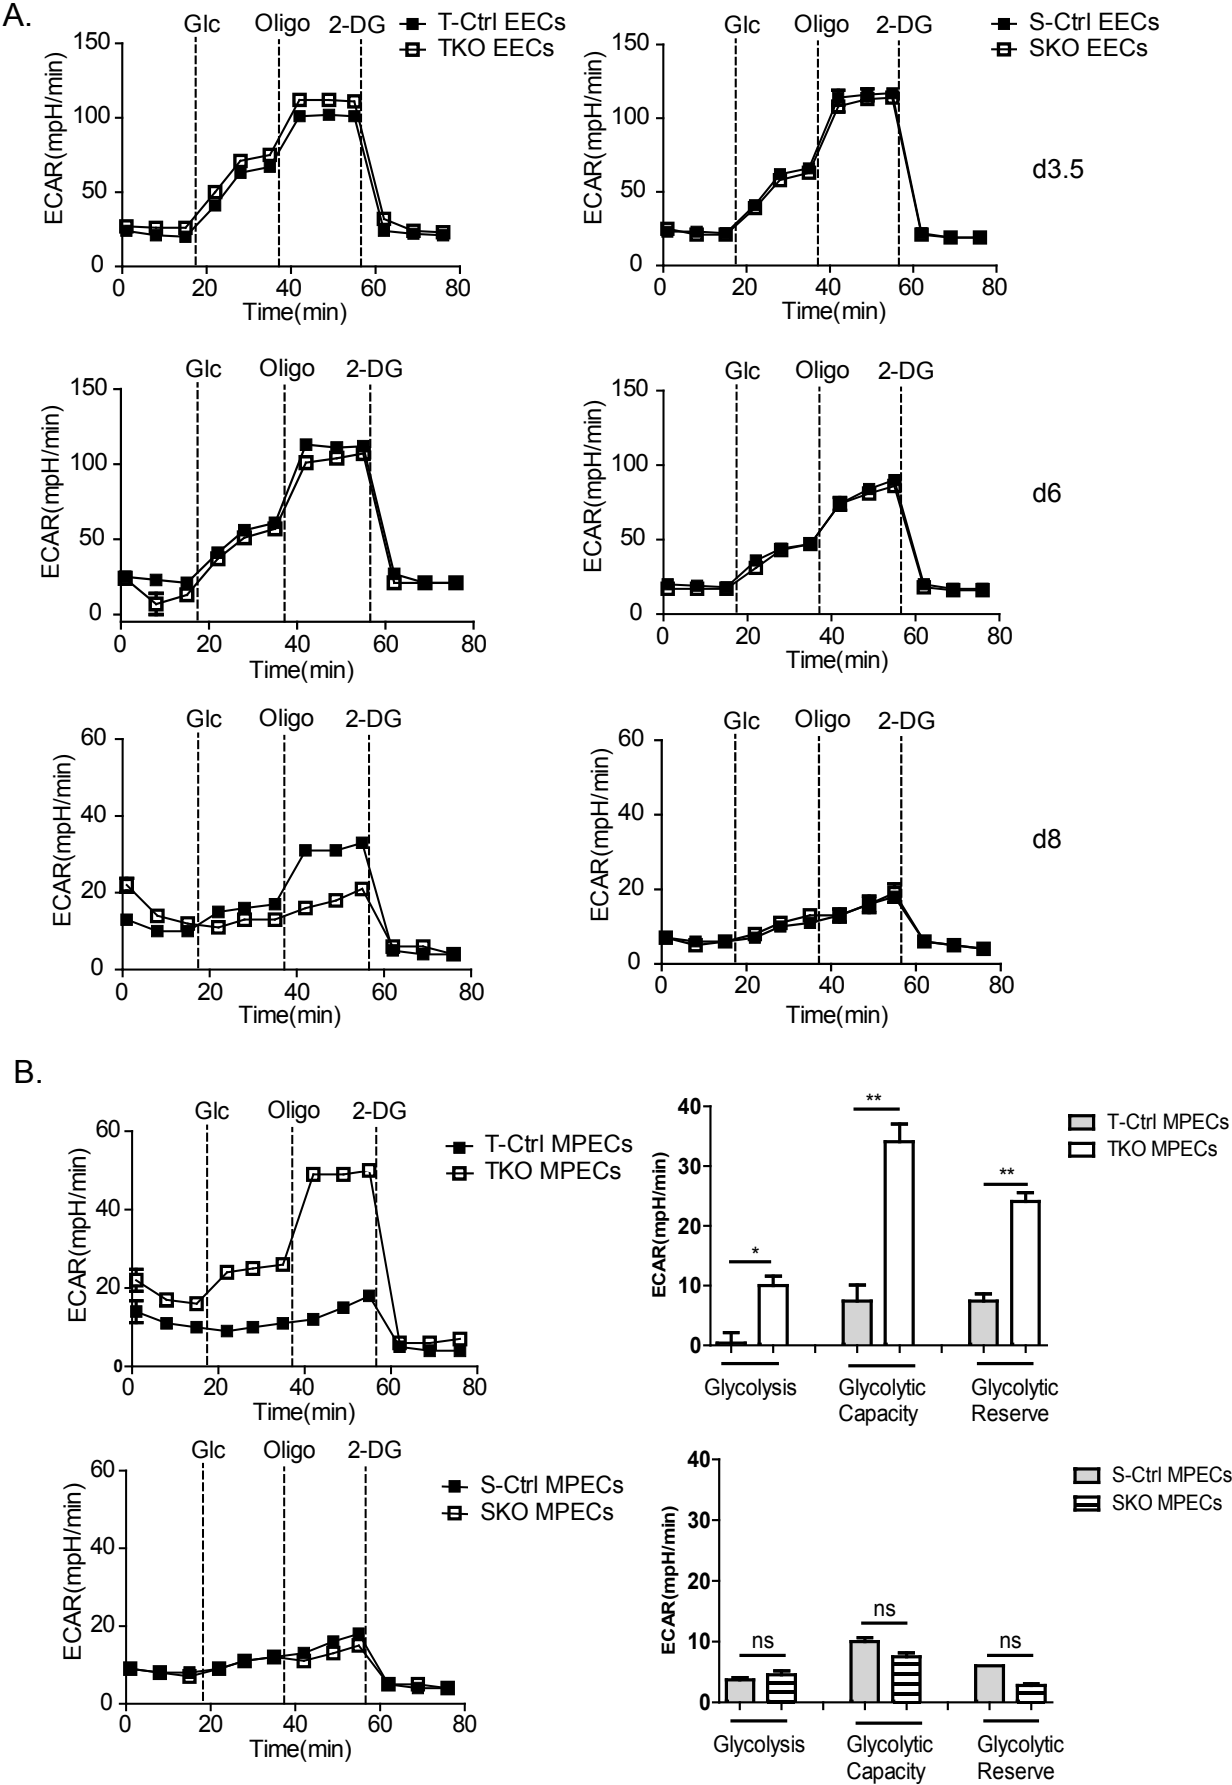 A.
Glc Oligo 2-DG
T-Ctrl EECs
TKO EECs
ECAR(mpH/min)
150
100
50
0
0 20 40 60 80
Time(min)
Glc Oligo 2-DG
S-Ctrl EECs
SKO EECs
ECAR(mpH/min)
150
100
50
0
0 20 40 60 80
Time(min)
d3.5
Glc Oligo 2-DG
ECAR(mpH/min)
150
100
50
0
0 20 40 60 80
Time(min)
Glc Oligo 2-DG
ECAR(mpH/min)
150
100
50
0
0 20 40 60 80
Time(min)
d6
Glc Oligo 2-DG
ECAR(mpH/min)
60
40
20
0
0 20 40 60 80
Time(min)
Glc Oligo 2-DG
ECAR(mpH/min)
60
40
20
0
0 20 40 60 80
Time(min)
d8
B.
Glc Oligo 2-DG
T-Ctrl MPECs
TKO MPECs
ECAR(mpH/min)
60
40
20
0
0 20 40 60 80
Time(min)
ECAR(mpH/min)
40
30
20
10
0
*
**
**
T-Ctrl MPECs
TKO MPECs
Glycolysis Glycolytic Glycolytic
Capacity Reserve
Glc Oligo 2-DG
S-Ctrl MPECs
SKO MPECs
ECAR(mpH/min)
60
40
20
0
0 20 40 60 80
Time(min)
ECAR(mpH/min)
40
30
20
10
0
ns
ns
ns
S-Ctrl MPECs
SKO MPECs
Glycolysis Glycolytic Glycolytic
Capacity Reserve